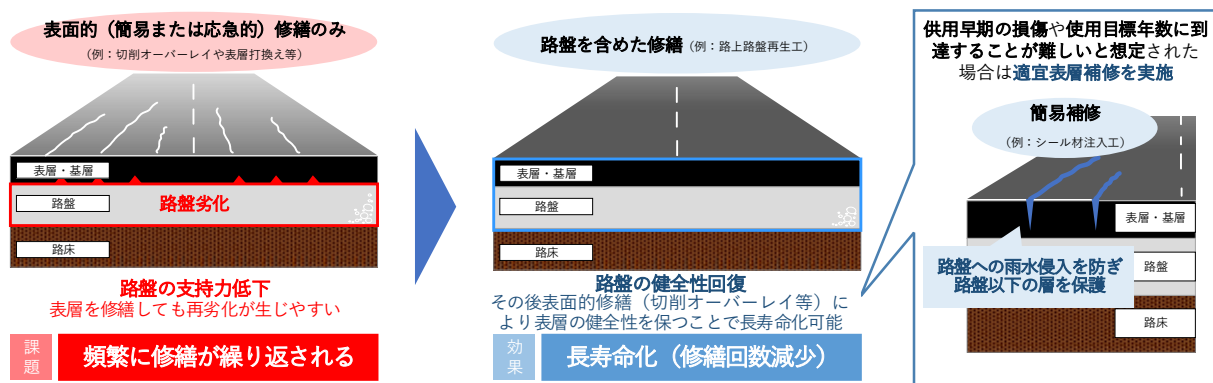 表面的（簡易または応急的）修繕のみ
（例：切削オーバーレイや表層打換え等）
表層・基層
路盤
路盤劣化
路床
路盤の支持力低下
表層を修繕しても再劣化が生じやすい
課題
頻繁に修繕が繰り返される
路盤を含めた修繕（例：路上路盤再生工）
表層・基層
路盤
路床
路盤の健全性回復
その後表面的修繕（切削オーバーレイ等）に
より表層の健全性を保つことで長寿命化可能
効果
長寿命化（修繕回数減少）
供用早期の損傷や使用目標年数に到
達することが難しいと想定された
場合は適宜表層補修を実施
簡易補修
（例：シール材注入工）
表層・基層
路盤への雨水侵入を防ぎ
路盤以下の層を保護
路盤
路床